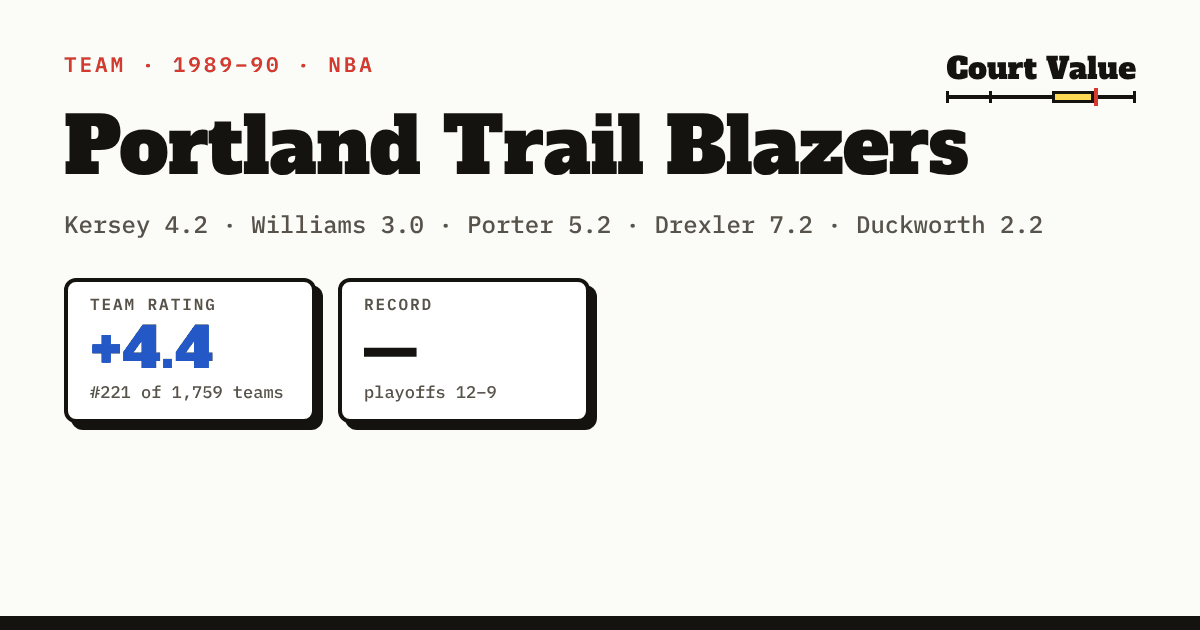 TEAM · 1989–90 · NBA
Court Value
Portland Trail Blazers
Kersey 4.2 · Williams 3.0 · Porter 5.2 · Drexler 7.2 · Duckworth 2.2
TEAM RATING
+4.4
#221 of 1,759 teams
RECORD
—
playoffs 12–9